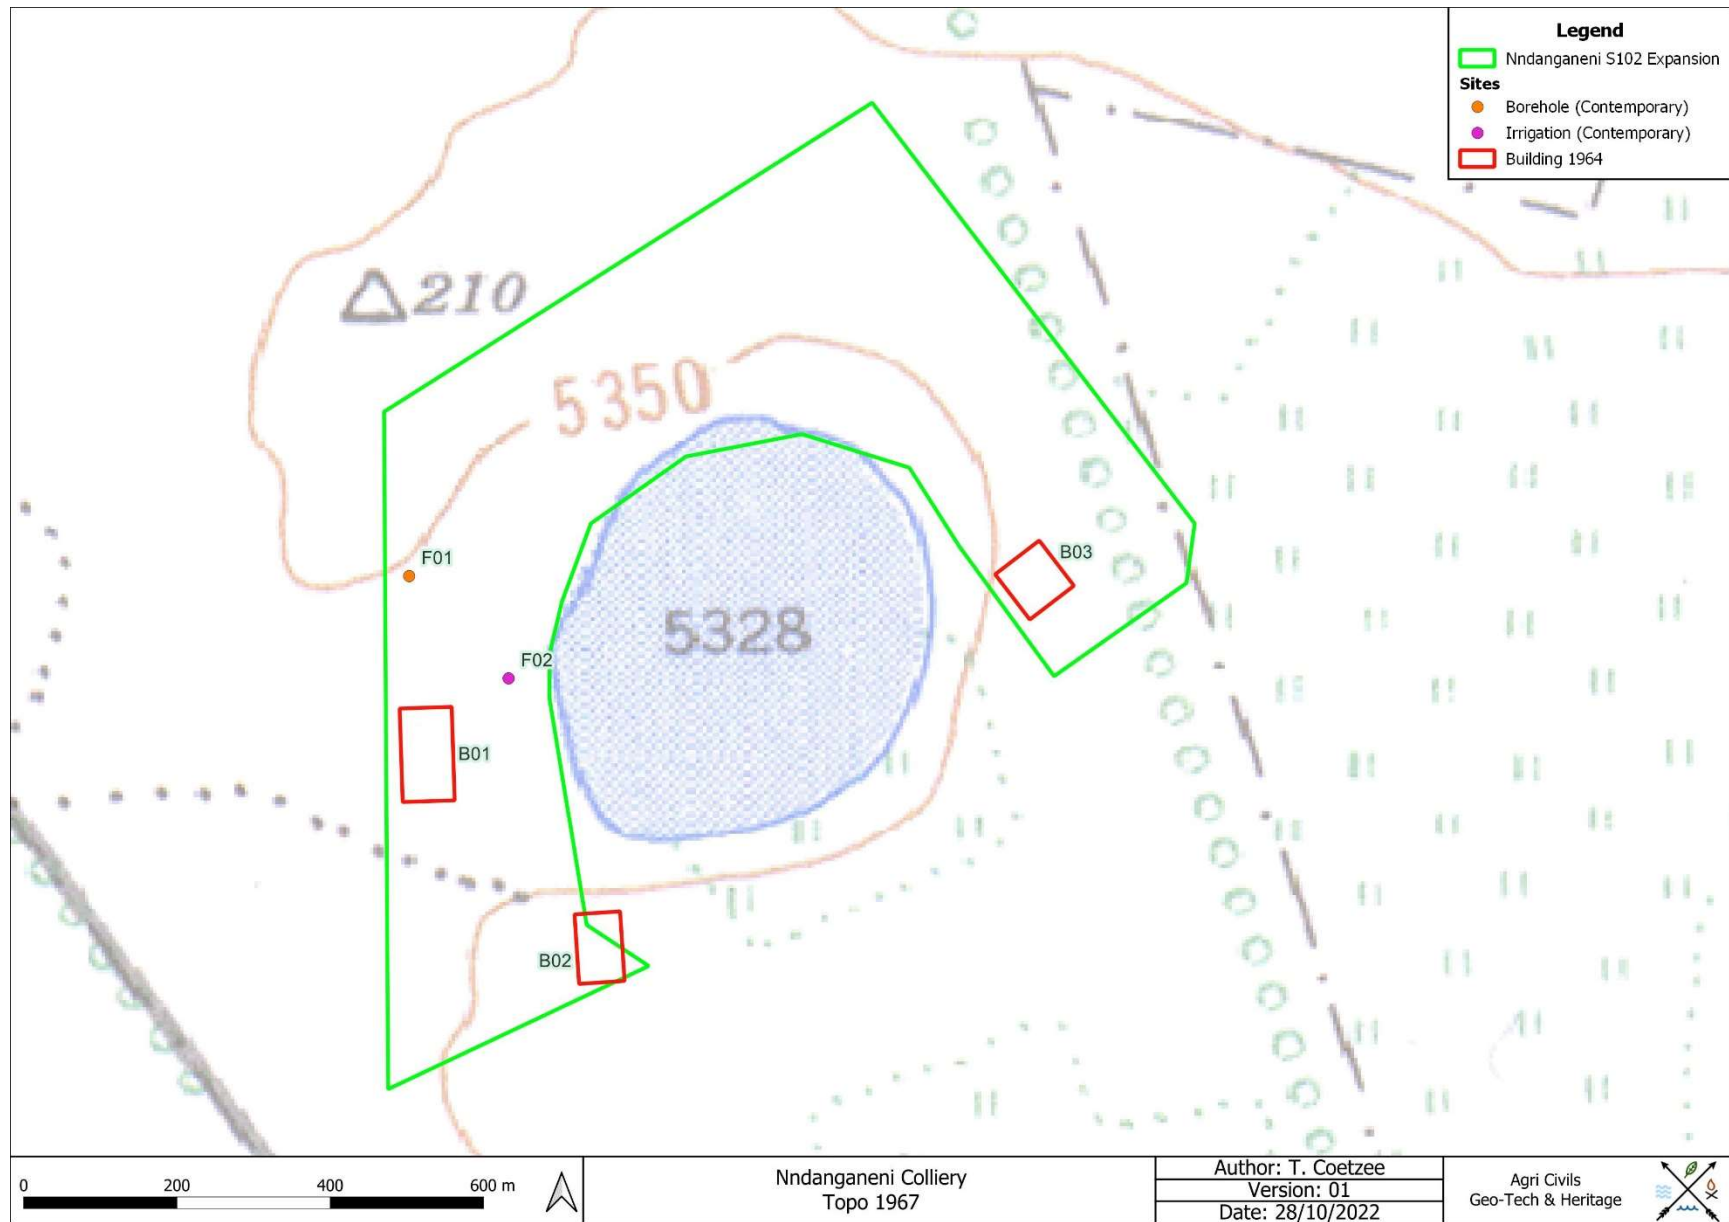 Legend
Nndanganeni S102 Expansion
Sites
Borehole (Contemporary)
Irrigation (Contemporary)
Building 1964
210
5350
F01
B03
5328
F02
B01
B02
0 200 400 600 m
Nndanganeni Colliery
Topo 1967
Author: T. Coetzee
Version: 01
Date: 28/10/2022
Agri Civils
Geo-Tech & Heritage